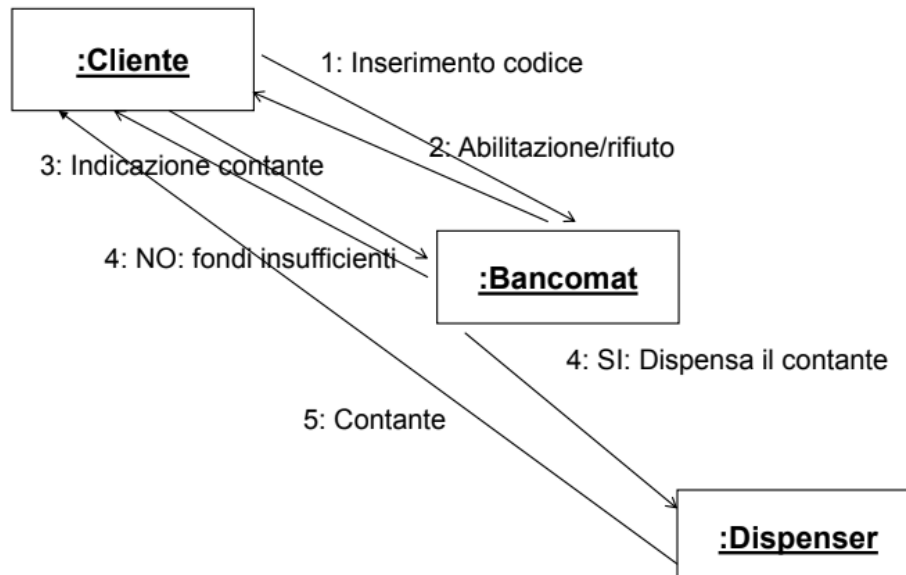 :Cliente
1: Inserimento codice
2: Abilitazione/rifiuto
3: Indicazione contante
4: NO: fondi insufficienti
:Bancomat
4: SI: Dispensa il contante
5: Contante
:Dispenser